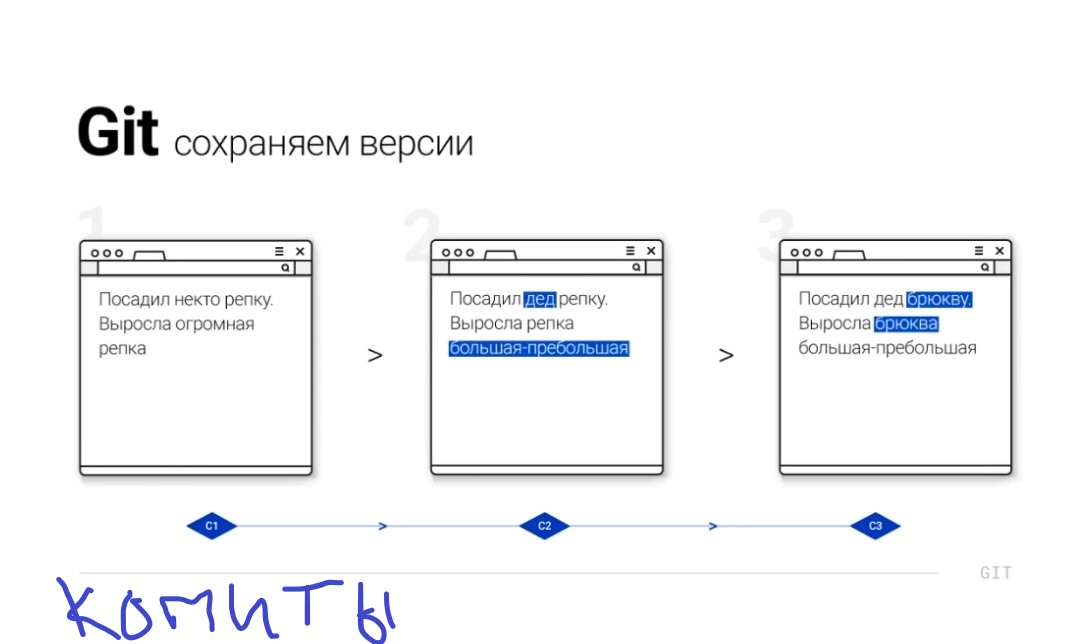 Git сохраняем версии
1
Посадил некто репку.
Выросла огромная
репка
>
2
Посадил дед репку.
Выросла репка
большая-пребольшая
>
3
Посадил дед брюкву.
Выросла брюква
большая-пребольшая
C1 > C2 > C3
GIT
комиты